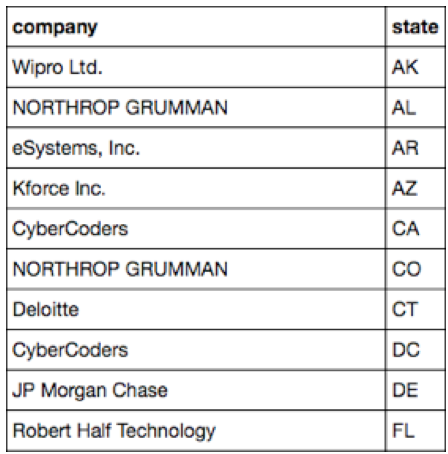 company state
Wipro Ltd. AK
NORTHROP GRUMMAN AL
eSystems, Inc. AR
Kforce Inc. AZ
CyberCoders CA
NORTHROP GRUMMAN CO
Deloitte CT
CyberCoders DC
JP Morgan Chase DE
Robert Half Technology FL